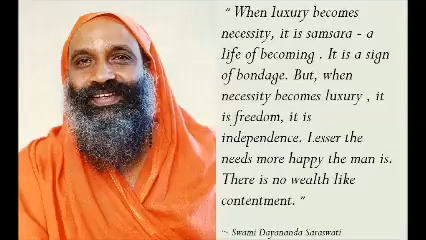 " When luxury becomes
necessity, it is samsara - a
life of becoming . It is a sign
of bondage. But, when
necessity becomes luxury , it
is freedom, it is
independence. Lesser the
needs more happy the man is.
There is no wealth like
contentment. "
~ Swami Dayananda Saraswati